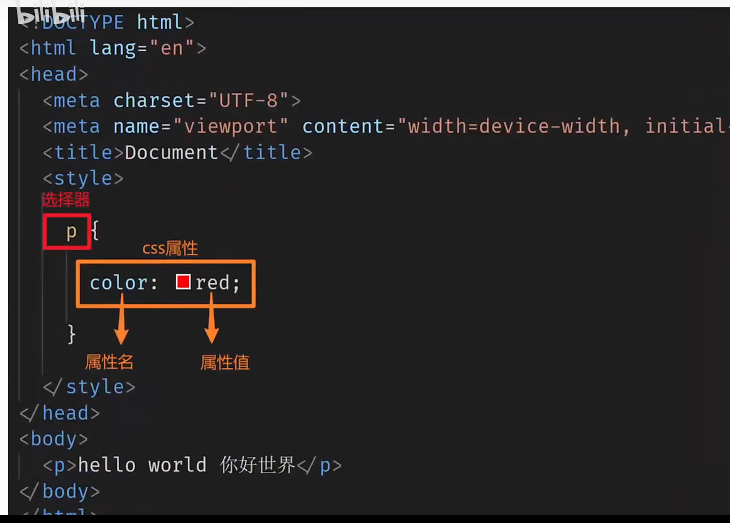 bilibili
<!DOCTYPE html>
<html lang="en">
<head>
<meta charset="UTF-8">
<meta name="viewport" content="width=device-width, initial-
<title>Document</title>
<style>
选择器
p {
css属性
color: red;
}
属性名 属性值
</style>
</head>
<body>
<p>hello world 你好世界</p>
</body>
</html>